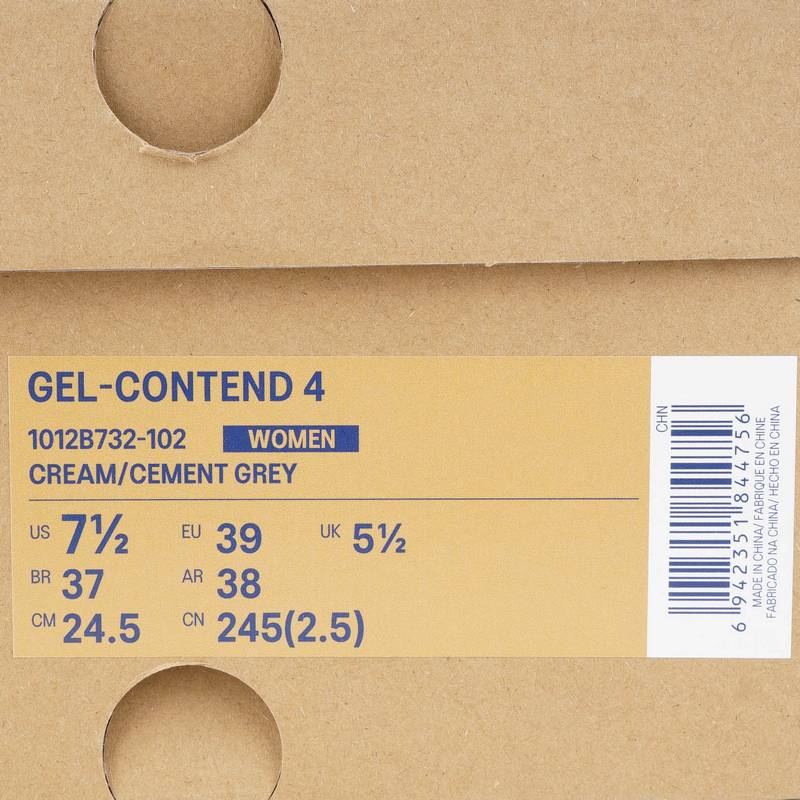 GEL-CONTEND 4
1012B732-102 WOMEN
CREAM/CEMENT GREY
US 7½ EU 39 UK 5½
BR 37 AR 38
CM 24.5 CN 245(2.5)
CHN
6 942351 844756
MADE IN CHINA/ FABRIQUE EN CHINE
FABRICADO NA CHINA/ HECHO EN CHINA